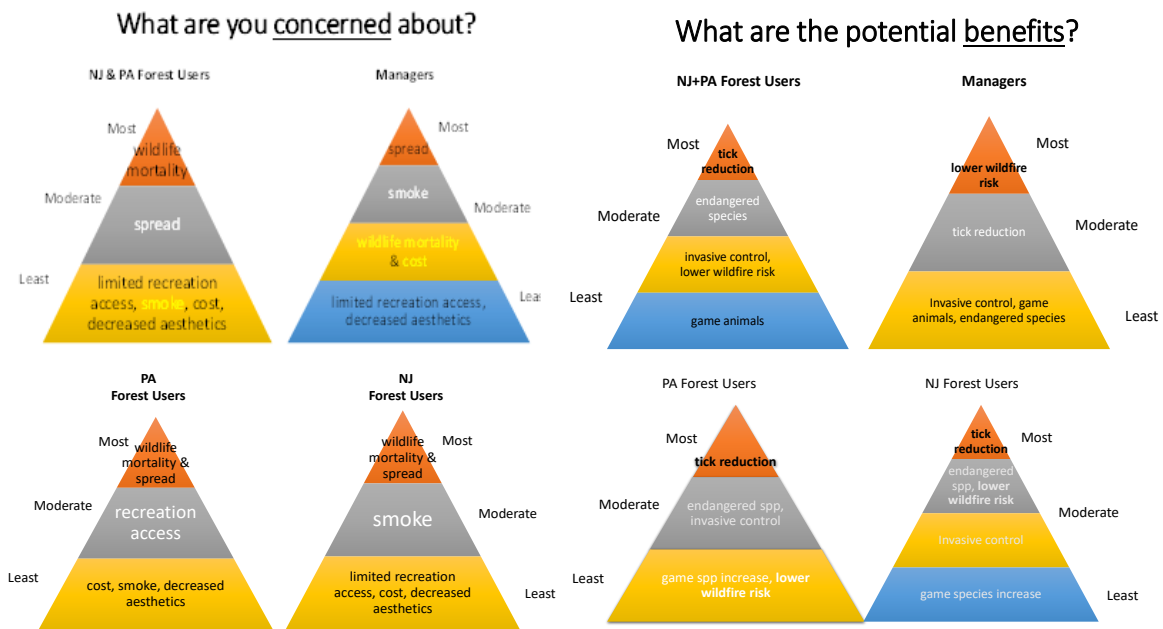 What are you concerned about?
NJ & PA Forest Users
Most
wildlife
mortality
Moderate
spread
Least
limited recreation
access, smoke, cost,
decreased aesthetics
Managers
Most
spread
smoke
Moderate
wildlife mortality
& cost
Leas
limited recreation access,
decreased aesthetics
PA
Forest Users
Most
wildlife
mortality &
spread
Moderate
recreation
access
Least
cost, smoke, decreased
aesthetics
NJ
Forest Users
Most
wildlife
mortality &
spread
smoke
Moderate
limited recreation
access, cost, decreased
aesthetics
Least
What are the potential benefits?
NJ+PA Forest Users
Most
tick
reduction
Moderate
endangered
species
invasive control,
lower wildfire risk
Least
game animals
Managers
Most
lower wildfire
risk
Moderate
tick reduction
Invasive control, game
animals, endangered species
Least
PA Forest Users
Most
tick reduction
Moderate
endangered spp,
invasive control
Least
game spp increase, lower
wildfire risk
NJ Forest Users
tick
reduction
Most
endangered
spp, lower
wildfire risk
Moderate
Invasive control
game species increase
Least